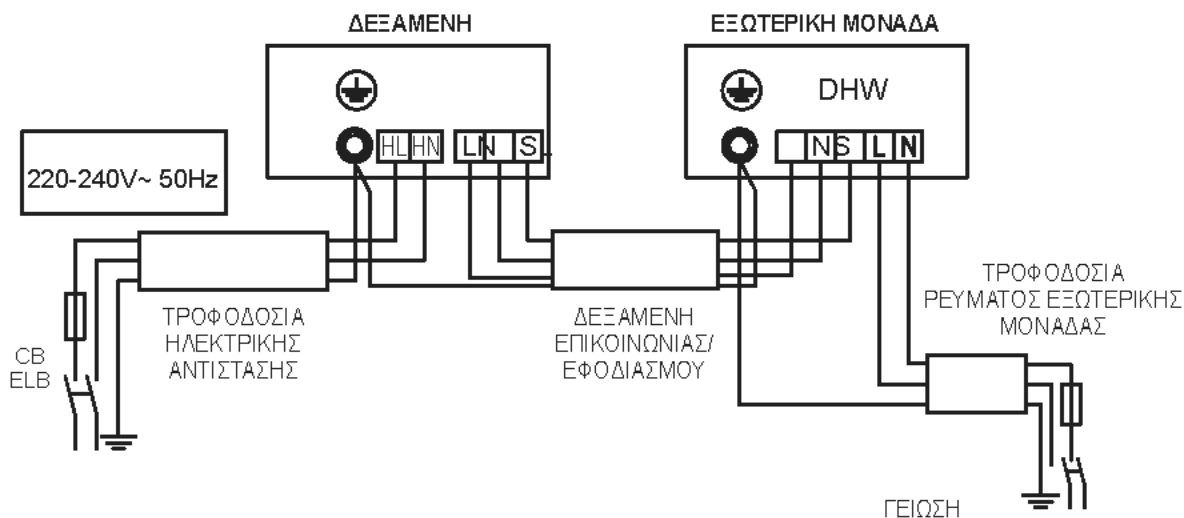 ΔΕΞΑΜΕΝΗ
ΕΞΩΤΕΡΙΚΗ ΜΟΝΑΔΑ
DHW
HL HN LN S L
N S L N
220-240V~ 50Hz
ΤΡΟΦΟΔΟΣΙΑ
ΗΛΕΚΤΡΙΚΗΣ
ΑΝΤΙΣΤΑΣΗΣ
ΔΕΞΑΜΕΝΗ
ΕΠΙΚΟΙΝΩΝΙΑΣ/
ΕΦΟΔΙΑΣΜΟΥ
ΤΡΟΦΟΔΟΣΙΑ
ΡΕΥΜΑΤΟΣ ΕΞΩΤΕΡΙΚΗΣ
ΜΟΝΑΔΑΣ
CB
ELB
ΓΕΙΩΣΗ